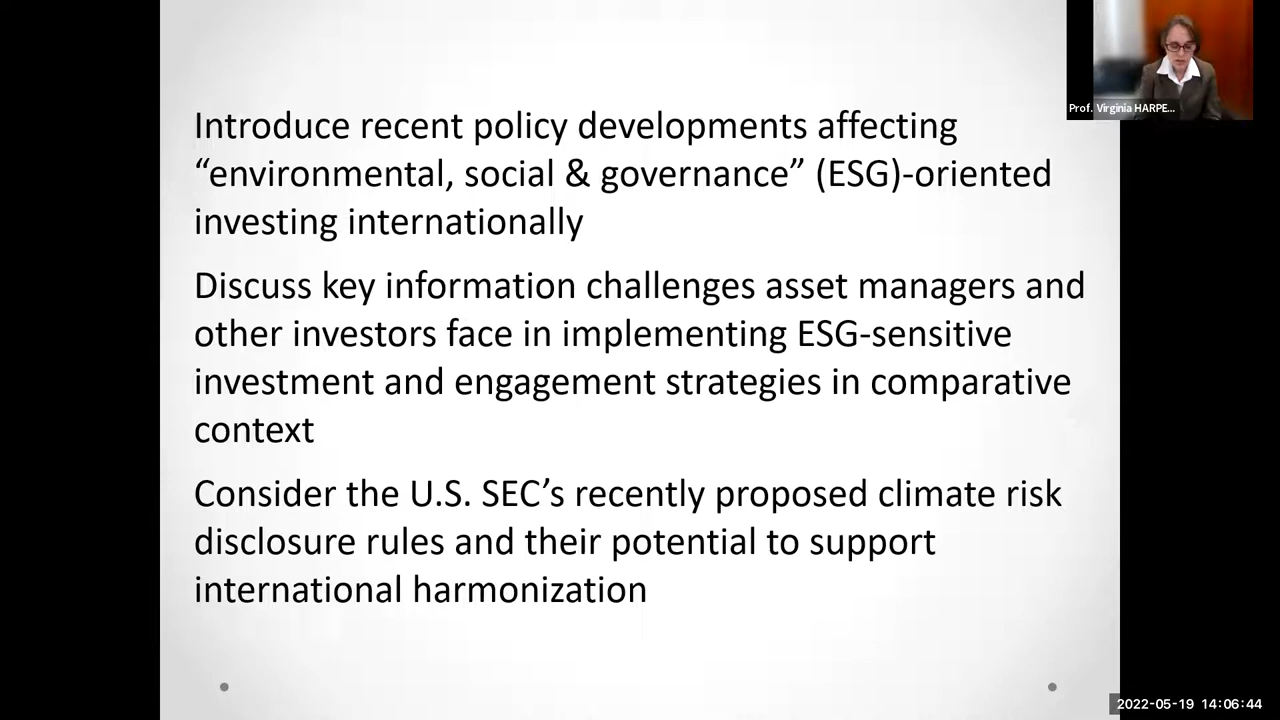 Introduce recent policy developments affecting
“environmental, social & governance” (ESG)-oriented
investing internationally
Discuss key information challenges asset managers and
other investors face in implementing ESG-sensitive
investment and engagement strategies in comparative
context
Consider the U.S. SEC’s recently proposed climate risk
disclosure rules and their potential to support
international harmonization
Prof. Virginia HARPE...
2022-05-19 14:06:44